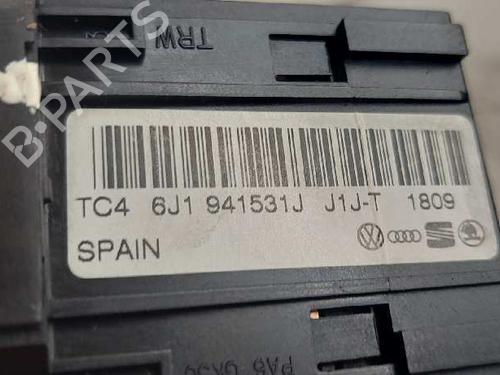 TRW
B-PARTS
TC4 6J1 941531J J1J-T 1809
SPAIN